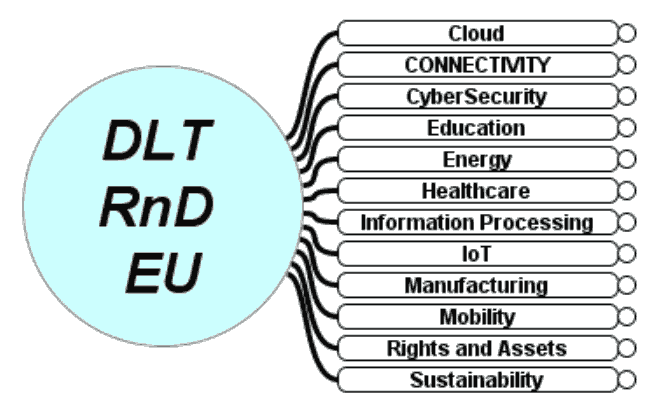 DLT
RnD
EU
Cloud
CONNECTIVITY
CyberSecurity
Education
Energy
Healthcare
Information Processing
IoT
Manufacturing
Mobility
Rights and Assets
Sustainability